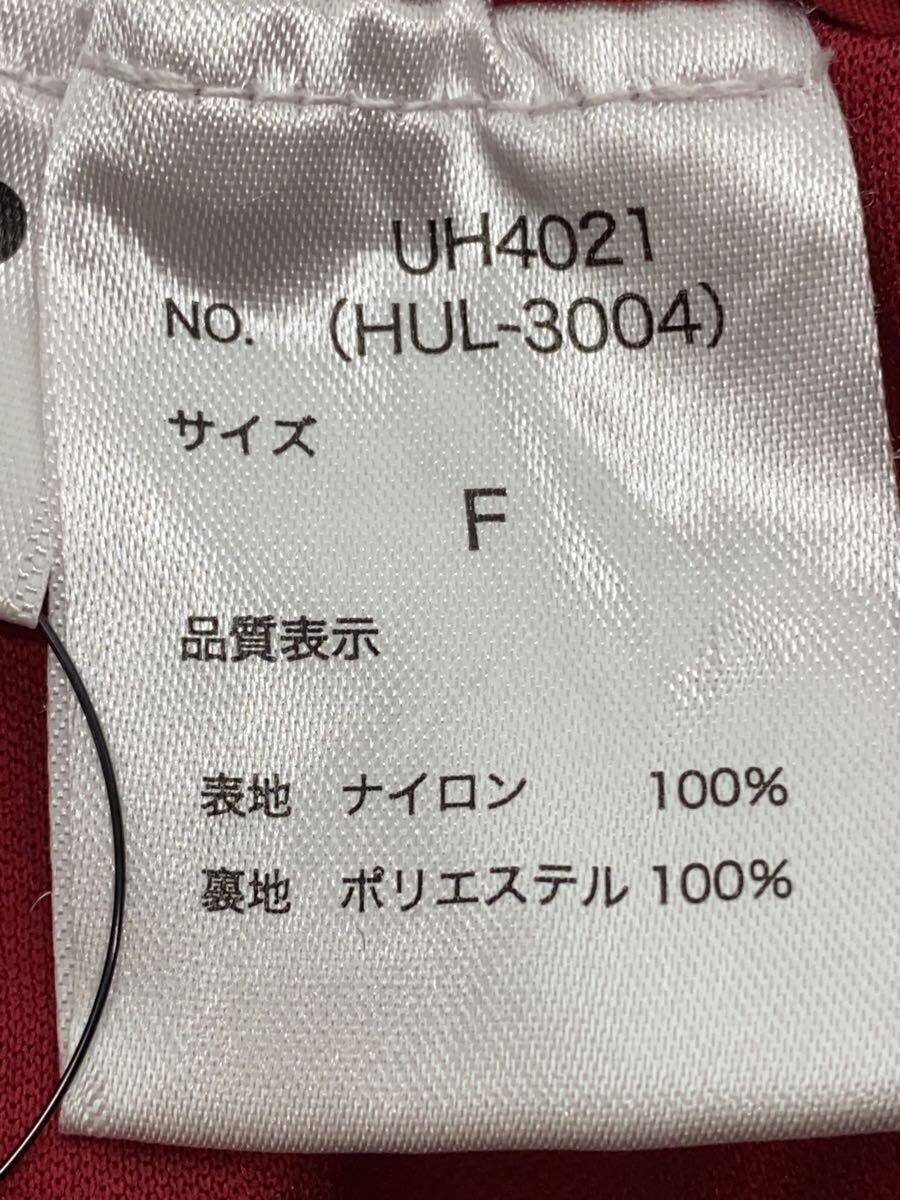 UH4021
NO. (HUL-3004)
サイズ
F
品質表示
表地 ナイロン 100%
裏地 ポリエステル 100%